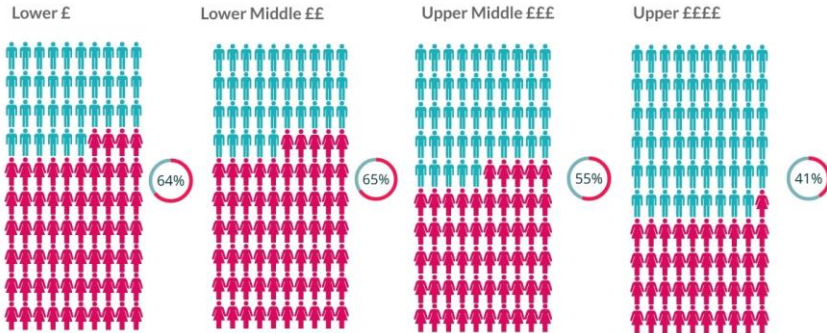 Lower £
Lower Middle ££
Upper Middle £££
Upper ££££
64%
65%
55%
41%